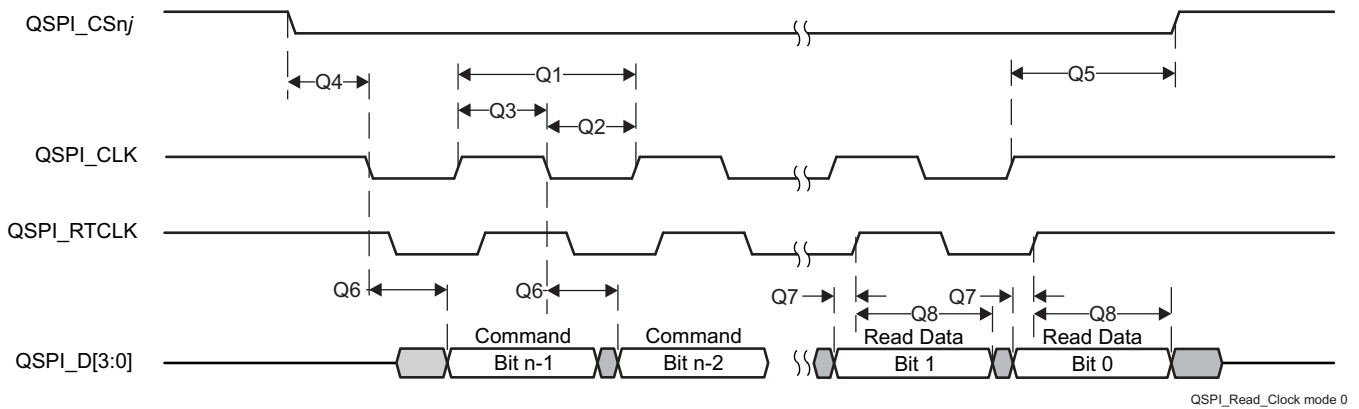 QSPI_CSnj
Q4
Q1
Q5
Q3
Q2
QSPI_CLK
QSPI_RTCLK
Q6
Q6
Q7
Q7
Q8
Q8
Command
Command
Read Data
Read Data
QSPI_D[3:0]
Bit n-1
Bit n-2
Bit 1
Bit 0
QSPI_Read_Clock mode 0